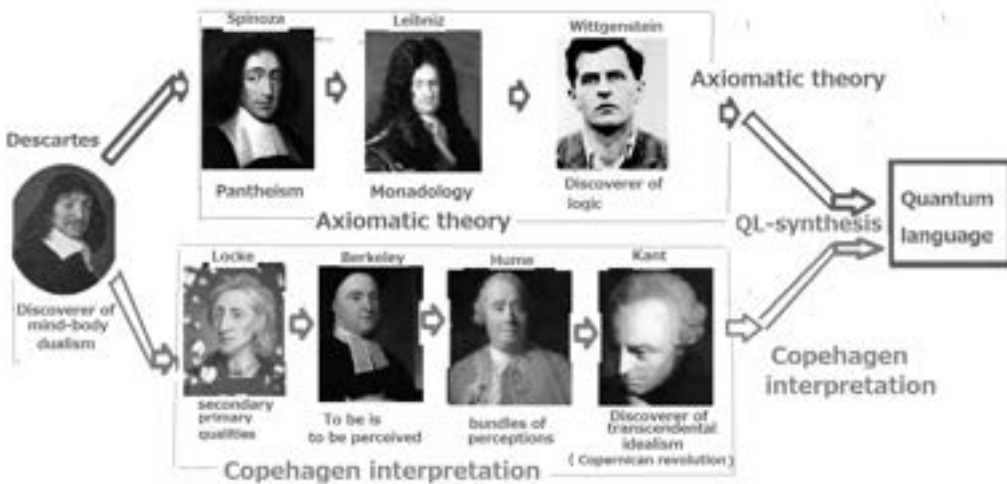 Spinoza
Leibniz
Wittgenstein
Axiomatic theory
Descartes
Pantheism
Monadology
Discoverer of
logic
Axiomatic theory
QL-synthesis
Quantum
language
Discoverer of
mind-body
dualism
Locke
Berkeley
Hume
Kant
Copehagen
interpretation
secondary
primary
qualities
To be is
to be perceived
bundles of
perceptions
Discoverer of
transcendental
idealism
( Copernican revolution)
Copehagen interpretation